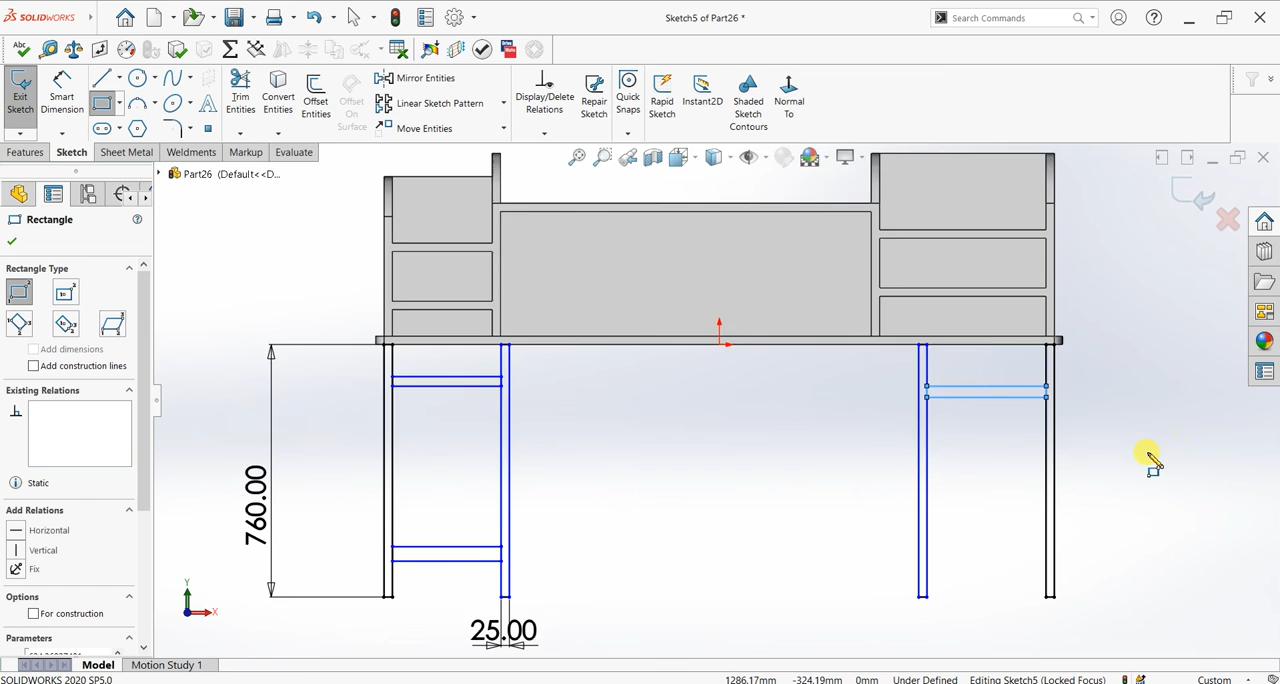 SOLIDWORKS
Sketch5 of Part26 *
Search Commands
Exit Sketch
Smart Dimension
Trim Entities
Convert Entities
Offset Entities
Offset On Surface
Mirror Entities
Linear Sketch Pattern
Move Entities
Display/Delete Relations
Repair Sketch
Quick Snaps
Rapid Sketch
Instant2D
Shaded Sketch Contours
Normal To
Features
Sketch
Sheet Metal
Weldments
Markup
Evaluate
Part26 (Default<<D...
Rectangle
Rectangle Type
Add dimensions
Add construction lines
Existing Relations
Static
Add Relations
Horizontal
Vertical
Fix
Options
For construction
Parameters
760.00
25.00
Y
X
Model
Motion Study 1
SOLIDWORKS 2020 SP5.0
1286.17mm
-324.19mm
0mm
Under Defined
Editing Sketch5 (Locked Focus)
Custom